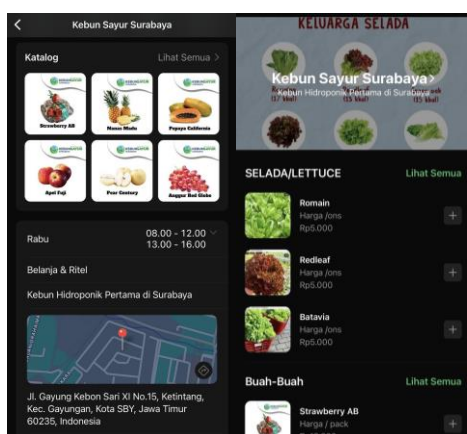 Kebun Sayur Surabaya
Katalog
Lihat Semua >
Strawberry AB
Nanas Madu
Pepaya California
Apel Fuji
Pear Century
Anggur Red Globe
Rabu
08.00 - 12.00
13.00 - 16.00
Belanja & Ritel
Kebun Hidroponik Pertama di Surabaya
Jl. Gayung Kebon Sari XI No.15, Ketintang,
Kec. Gayungan, Kota SBY, Jawa Timur
60235, Indonesia
KELUARGA SELADA
Kebun Sayur Surabaya>
Kebun Hidroponik Pertama di Surabaya
SELADA/LETTUCE
Lihat Semua
Romain
Harga /ons
Rp5.000
Redleaf
Harga /ons
Rp5.000
Batavia
Harga /ons
Rp5.000
Buah-Buah
Lihat Semua
Strawberry AB
Harga / pack